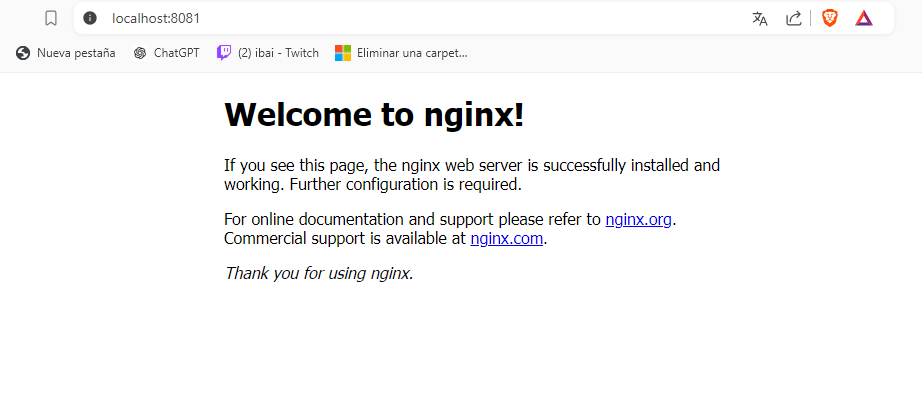 localhost:8081
Nueva pestaña
ChatGPT
(2) ibai - Twitch
Eliminar una carpet...
Welcome to nginx!
If you see this page, the nginx web server is successfully installed and
working. Further configuration is required.
For online documentation and support please refer to nginx.org.
Commercial support is available at nginx.com.
Thank you for using nginx.